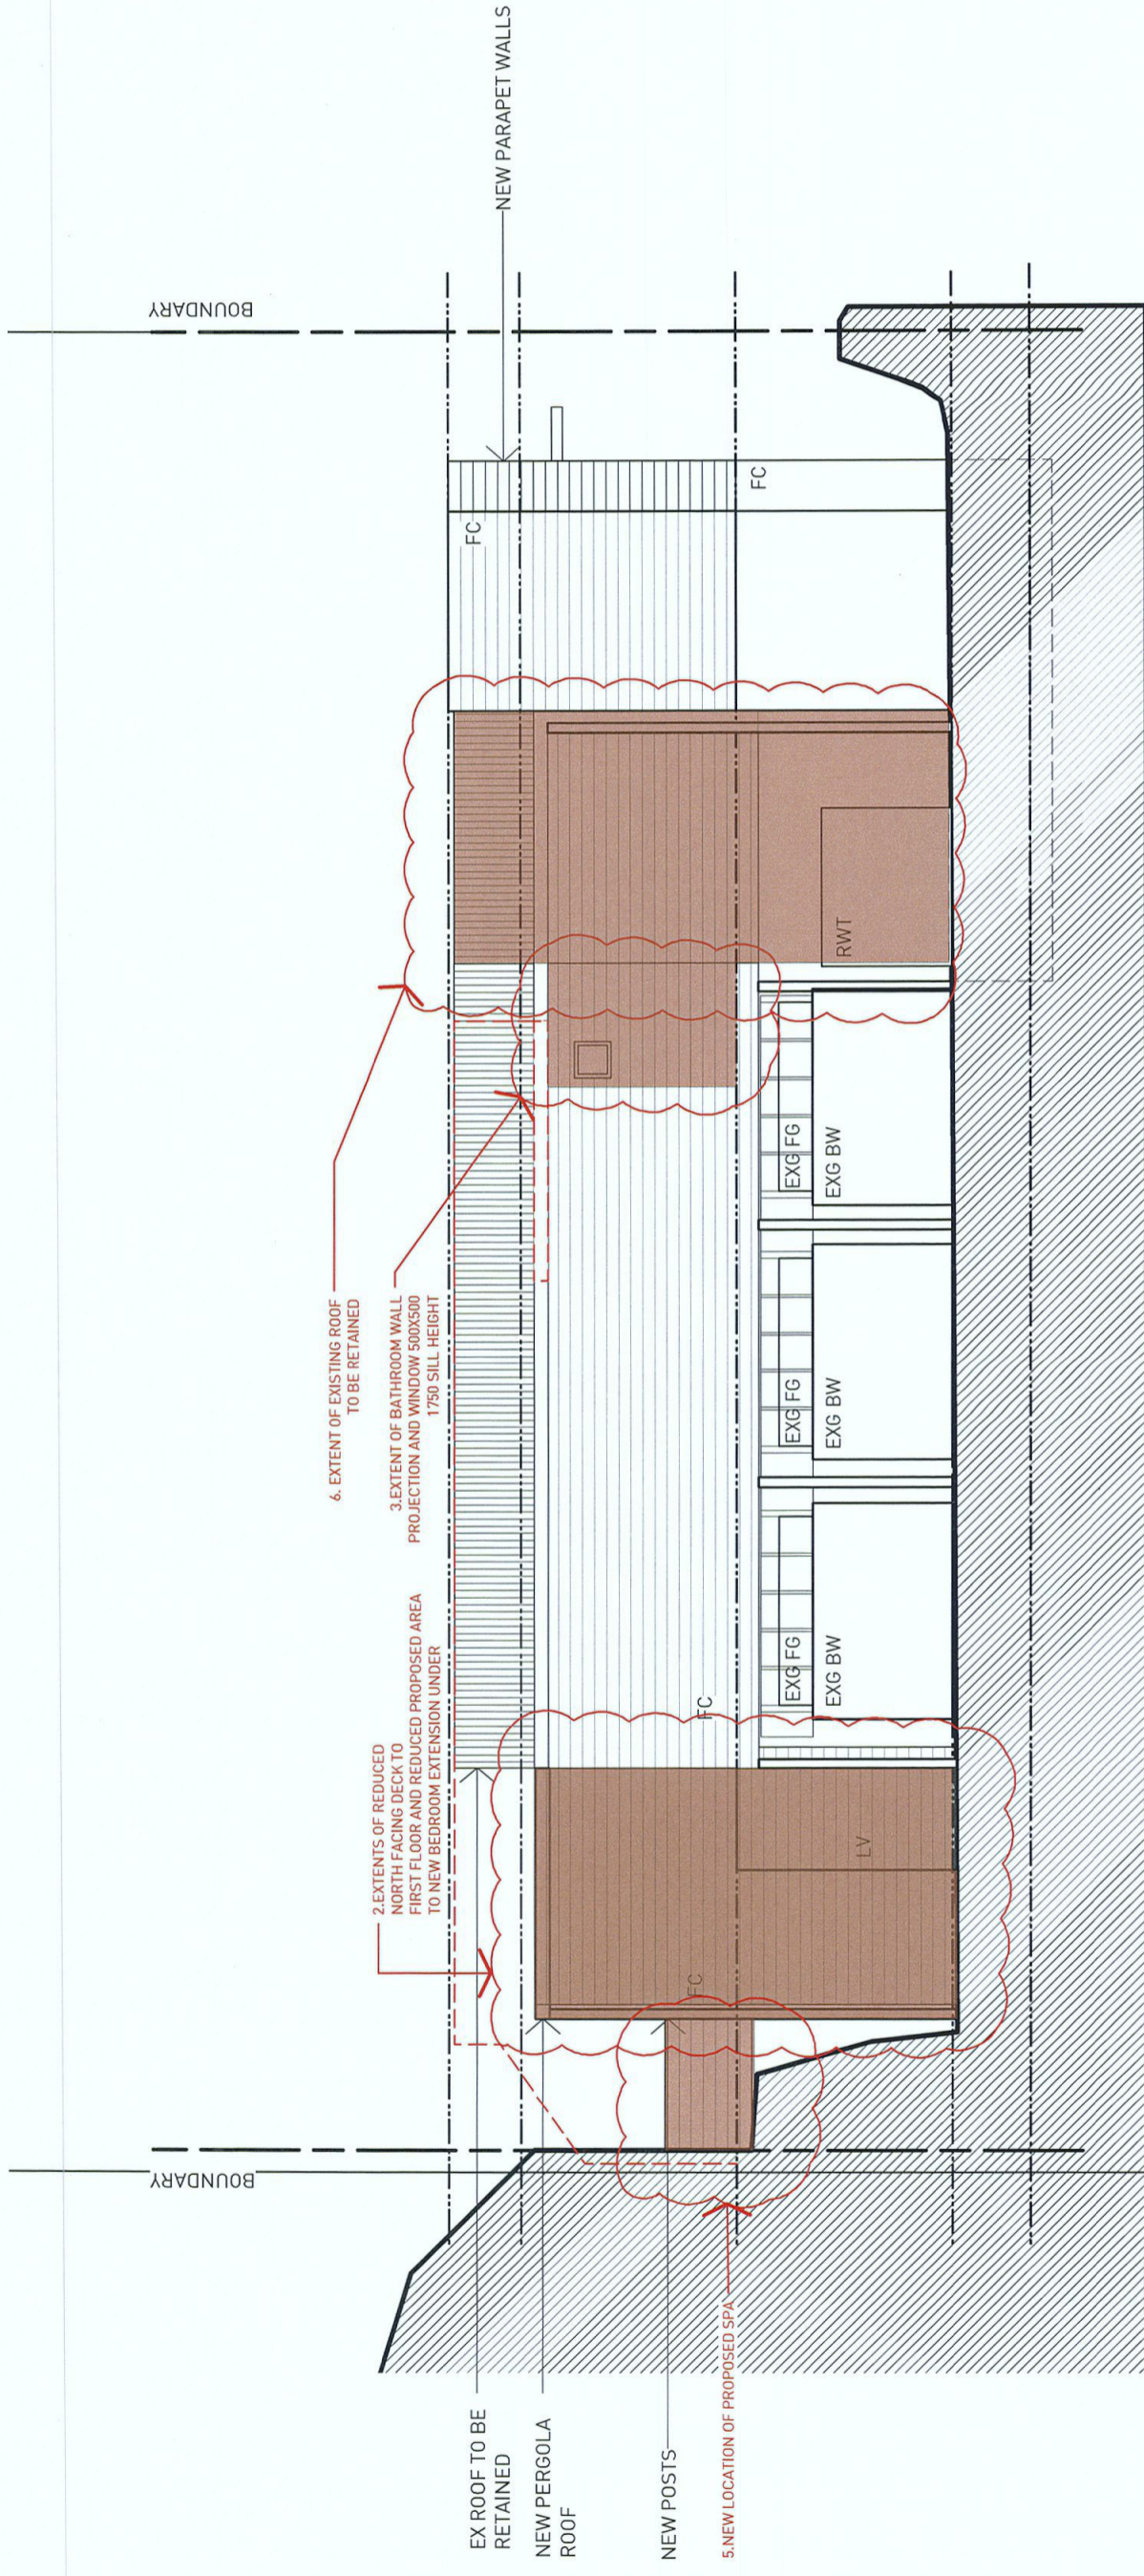 BOUNDARY
BOUNDARY
6. EXTENT OF EXISTING ROOF
TO BE RETAINED
3.EXTENT OF BATHROOM WALL
PROJECTION AND WINDOW 500X500
1750 SILL HEIGHT
2.EXTENTS OF REDUCED
NORTH FACING DECK TO
FIRST FLOOR AND REDUCED PROPOSED AREA
TO NEW BEDROOM EXTENSION UNDER
EX ROOF TO BE
RETAINED
NEW PERGOLA
ROOF
NEW POSTS
5.NEW LOCATION OF PROPOSED SPA
NEW PARAPET WALLS
FC
LV
FC
EXG FG
EXG BW
EXG FG
EXG BW
EXG FG
EXG BW
RWT
FC
FC